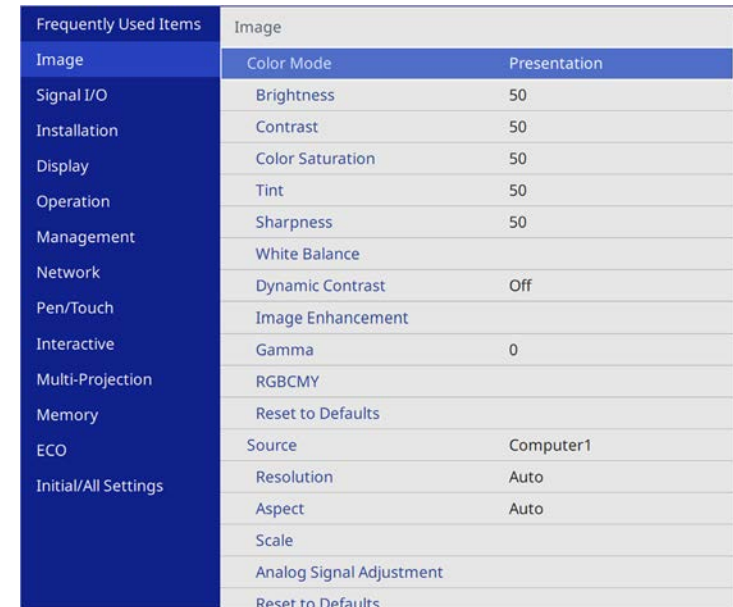 Frequently Used Items
Image
Signal I/O
Installation
Display
Operation
Management
Network
Pen/Touch
Interactive
Multi-Projection
Memory
ECO
Initial/All Settings
Image
Color Mode Presentation
Brightness 50
Contrast 50
Color Saturation 50
Tint 50
Sharpness 50
White Balance
Dynamic Contrast Off
Image Enhancement
Gamma 0
RGBCMY
Reset to Defaults
Source Computer1
Resolution Auto
Aspect Auto
Scale
Analog Signal Adjustment
Reset to Defaults